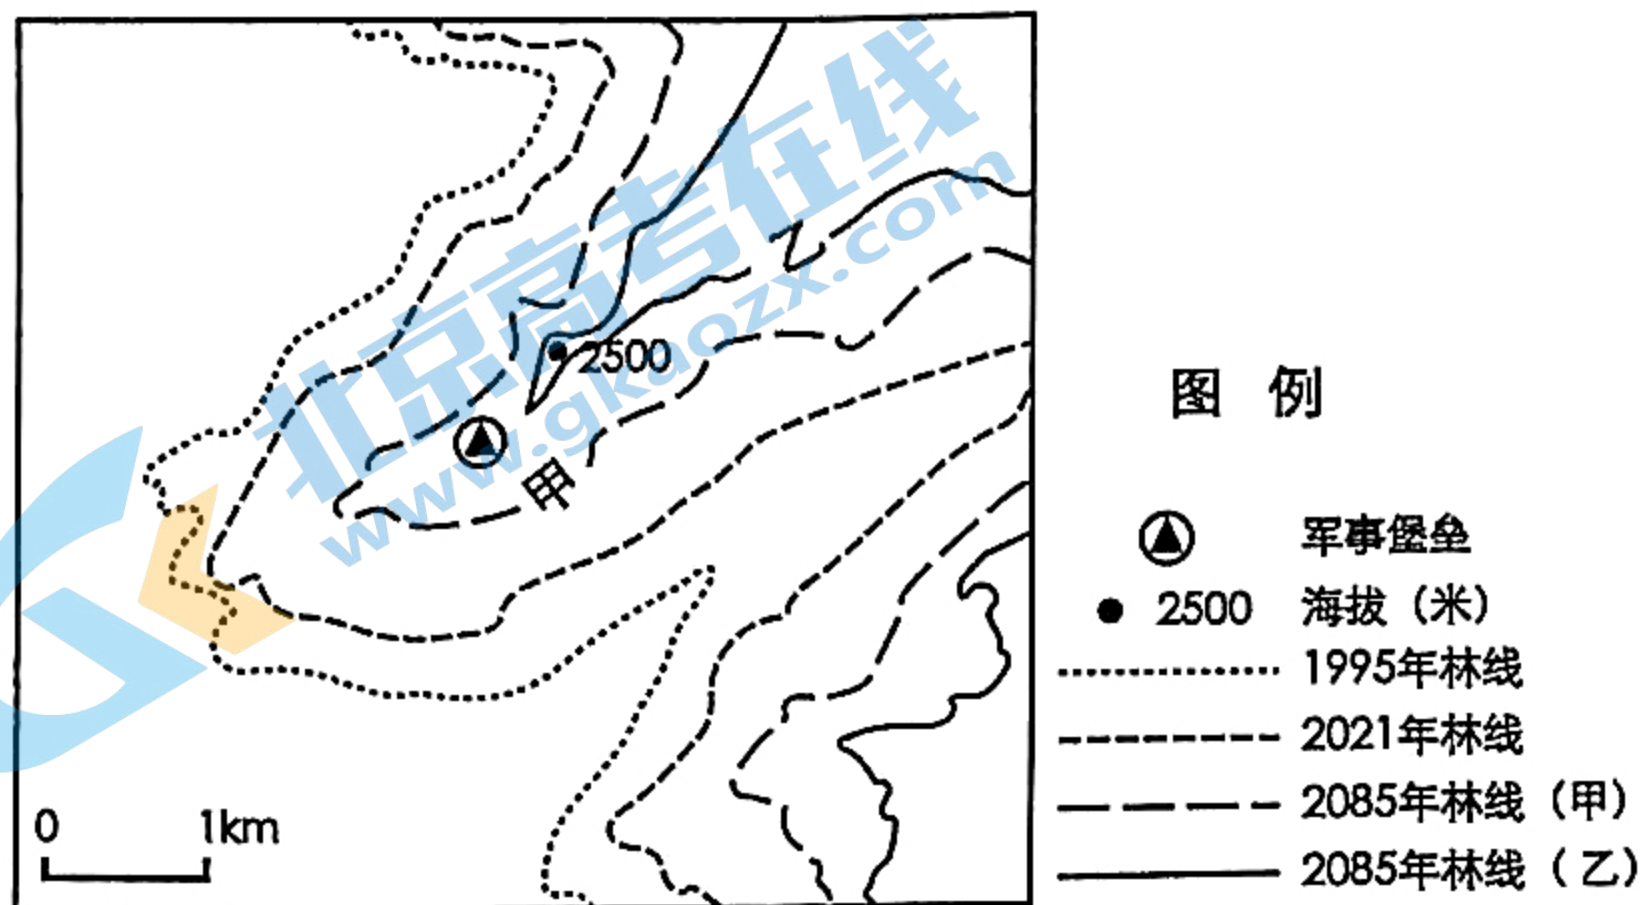 北京高考在线
www.gkaozx.com
2500
甲
0 1km
图 例
军事堡垒
2500 海拔（米）
1995年林线
2021年林线
2085年林线（甲）
2085年林线（乙）